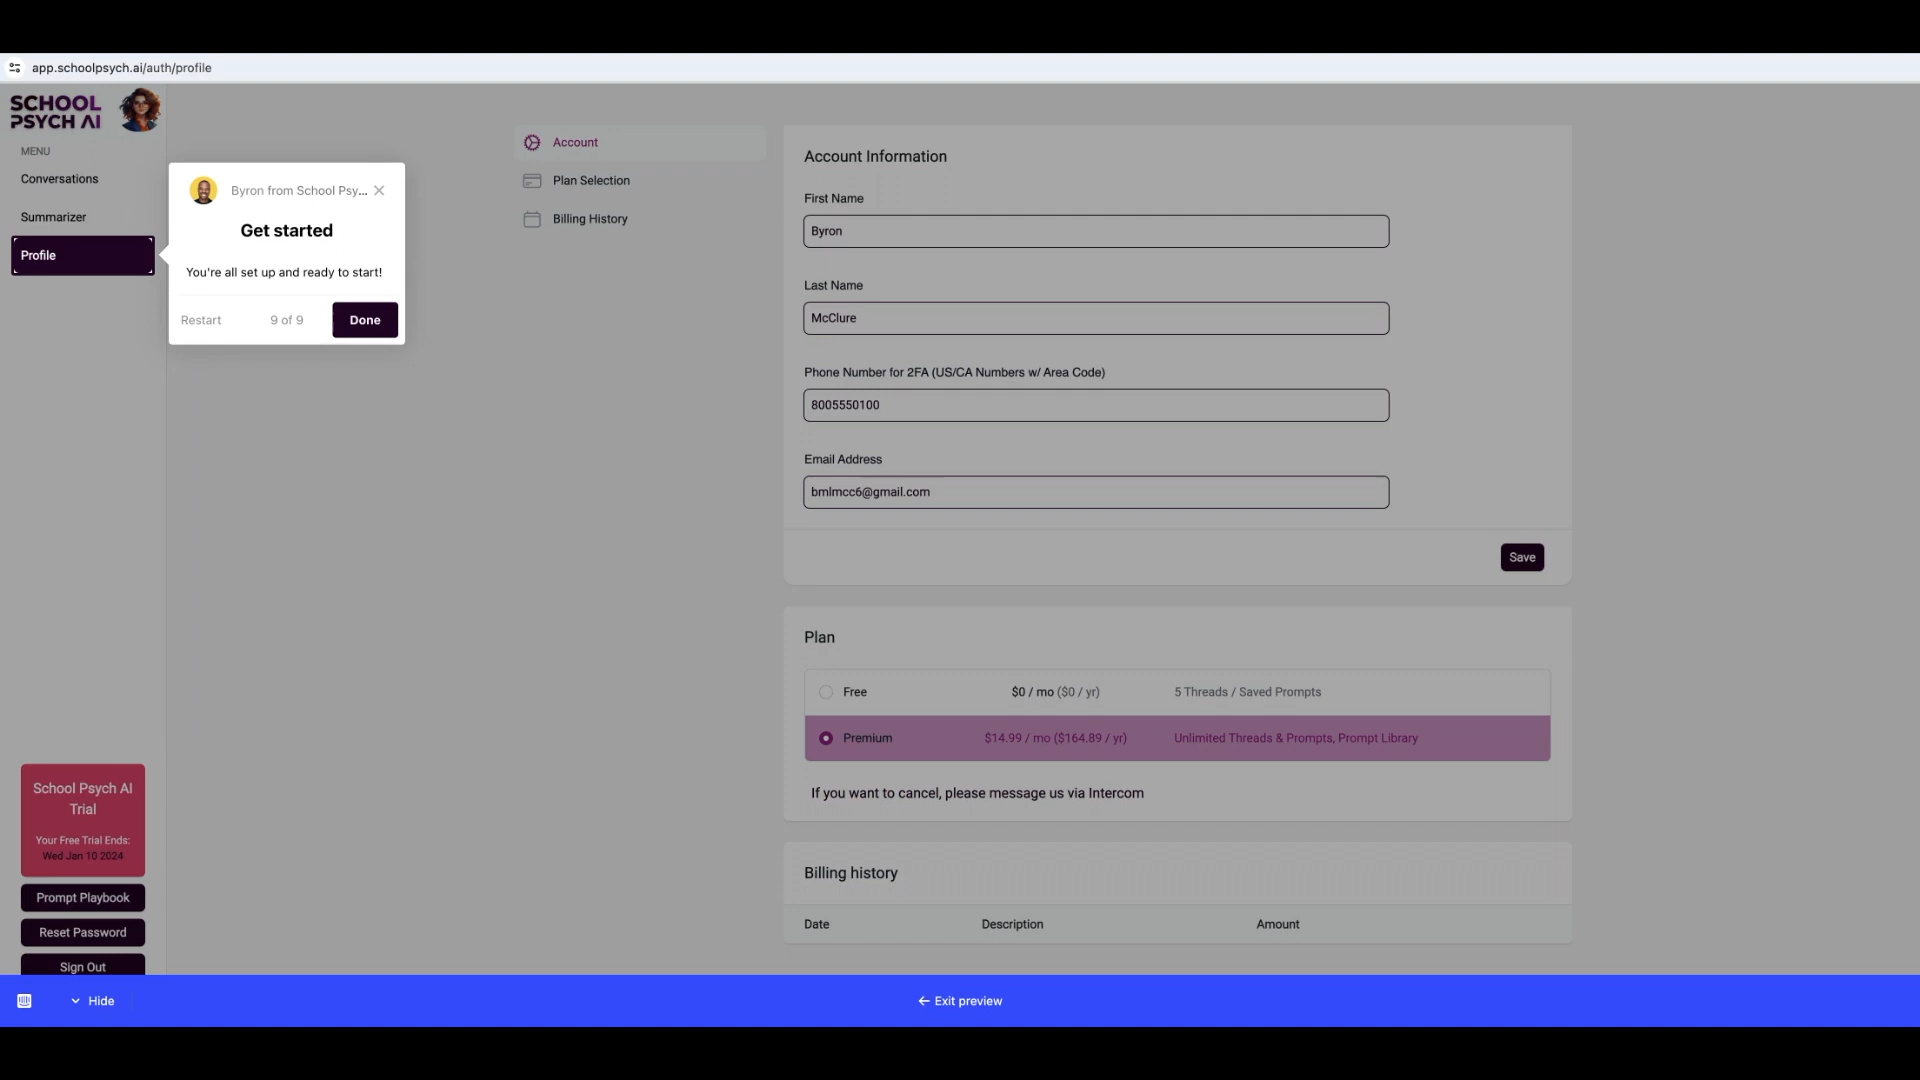 app.schoolpsych.ai/auth/profile
SCHOOL
PSYCH AI
MENU
Conversations
Summarizer
Profile
Byron from School Psy...
Get started
You're all set up and ready to start!
Restart
9 of 9
Done
Account
Plan Selection
Billing History
Account Information
First Name
Byron
Last Name
McClure
Phone Number for 2FA (US/CA Numbers w/ Area Code)
8005550100
Email Address
bmlmcc6@gmail.com
Save
Plan
Free $0 / mo ($0 / yr) 5 Threads / Saved Prompts
Premium $14.99 / mo ($164.89 / yr) Unlimited Threads & Prompts, Prompt Library
If you want to cancel, please message us via Intercom
Billing history
Date Description Amount
School Psych AI
Trial
Your Free Trial Ends:
Wed Jan 10 2024
Prompt Playbook
Reset Password
Sign Out
Hide
Exit preview